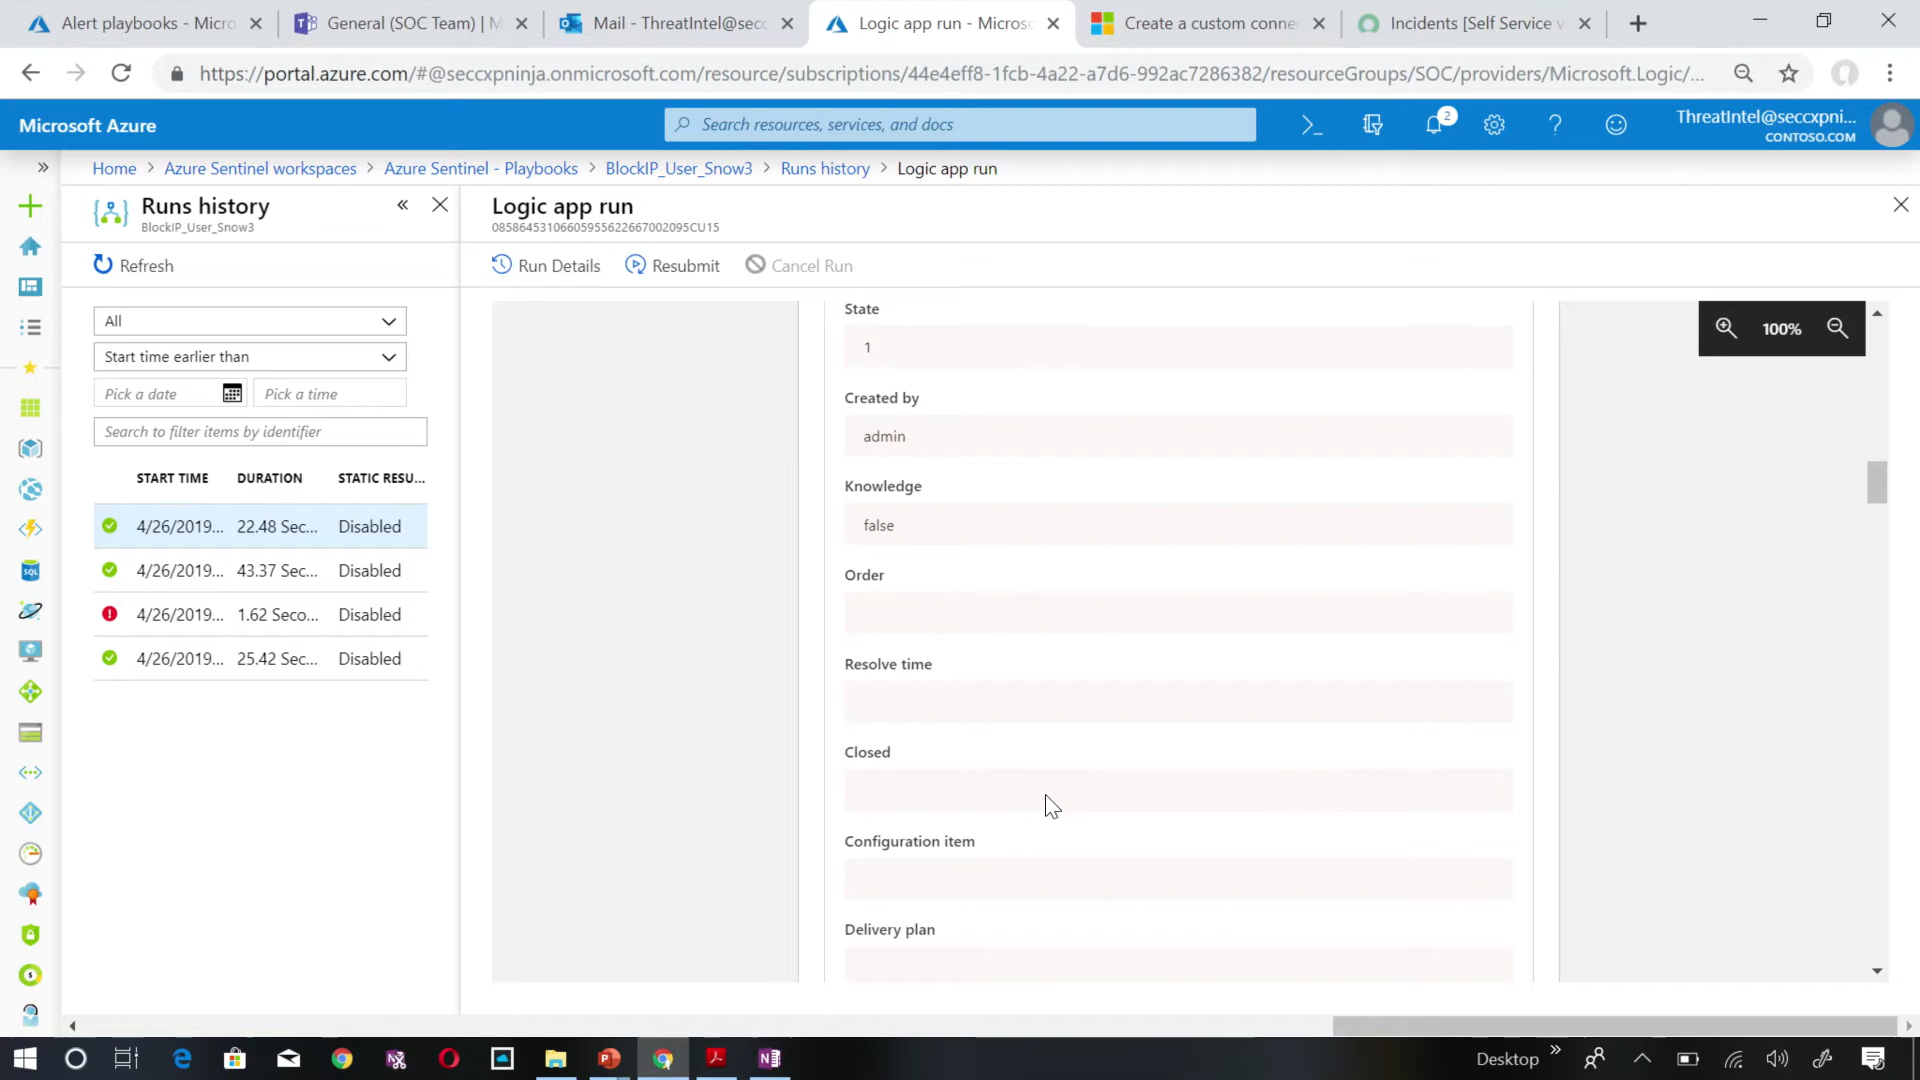 Alert playbooks - Micro
General (SOC Team) | M
Mail - ThreatIntel@secc
Logic app run - Microso
Create a custom conne
Incidents [Self Service v
https://portal.azure.com/#@seccxpninja.onmicrosoft.com/resource/subscriptions/44e4eff8-1fcb-4a22-a7d6-992ac7286382/resourceGroups/SOC/providers/Microsoft.Logic/...
Microsoft Azure
Search resources, services, and docs
2
ThreatIntel@seccxpni...
CONTOSO.COM
Home > Azure Sentinel workspaces > Azure Sentinel - Playbooks > BlockIP_User_Snow3 > Runs history > Logic app run
Runs history
BlockIP_User_Snow3
Logic app run
08586453106605955622667002095CU15
Refresh
Run Details
Resubmit
Cancel Run
All
Start time earlier than
Pick a date
Pick a time
Search to filter items by identifier
START TIME DURATION STATIC RESU...
4/26/2019... 22.48 Sec... Disabled
4/26/2019... 43.37 Sec... Disabled
4/26/2019... 1.62 Seco... Disabled
4/26/2019... 25.42 Sec... Disabled
100%
State
1
Created by
admin
Knowledge
false
Order
Resolve time
Closed
Configuration item
Delivery plan
SQL
Desktop